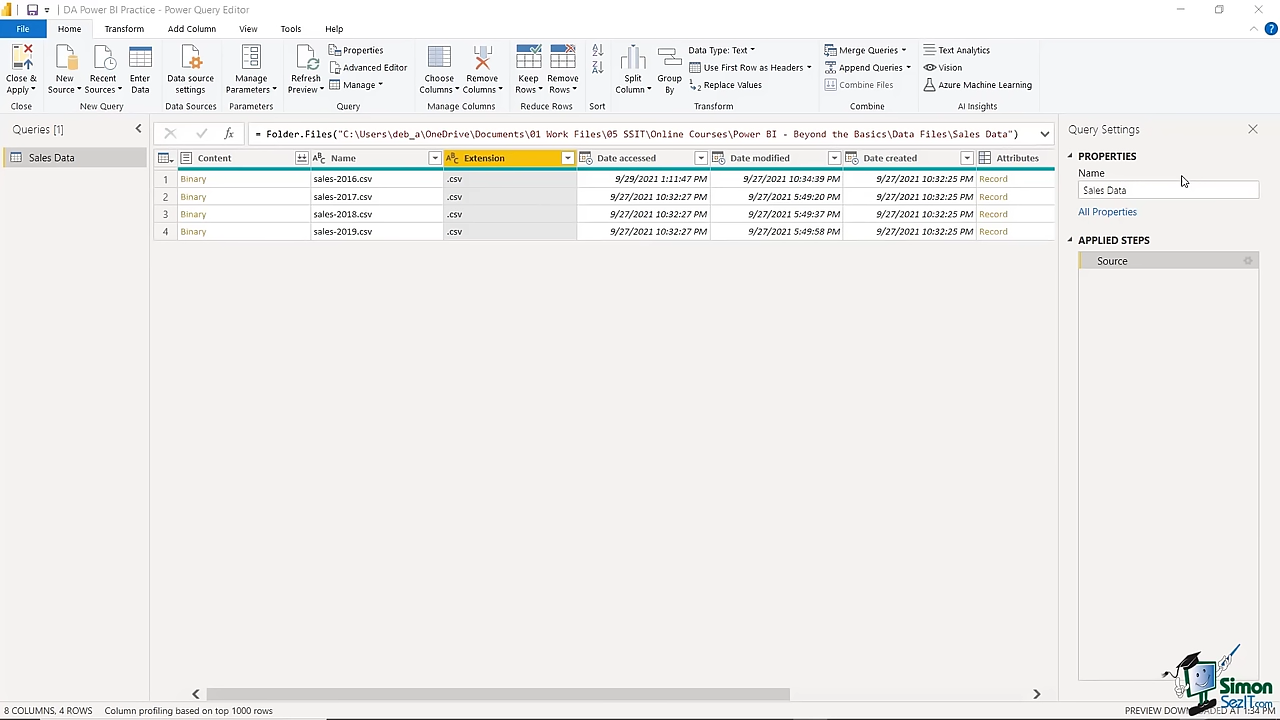 DA Power BI Practice - Power Query Editor
File Home Transform Add Column View Tools Help
Close & Apply
New Source
Recent Sources
Enter Data
Data source settings
Manage Parameters
Refresh Preview
Properties
Advanced Editor
Manage
Choose Columns
Remove Columns
Keep Rows
Remove Rows
Split Column
Group By
Data Type: Text
Use First Row as Headers
Replace Values
Merge Queries
Append Queries
Combine Files
Text Analytics
Vision
Azure Machine Learning
Close New Query Data Sources Parameters Query Manage Columns Reduce Rows Sort Transform Combine AI Insights
Queries [1]
Sales Data
fx = Folder.Files("C:\Users\deb_a\OneDrive\Documents\01 Work Files\05 SSIT\Online Courses\Power BI - Beyond the Basics\Data Files\Sales Data")
Content ABC Name ABC Extension Date accessed Date modified Date created Attributes
1 Binary sales-2016.csv .csv 9/29/2021 1:11:47 PM 9/27/2021 10:34:39 PM 9/27/2021 10:32:25 PM Record
2 Binary sales-2017.csv .csv 9/27/2021 10:32:27 PM 9/27/2021 5:49:20 PM 9/27/2021 10:32:25 PM Record
3 Binary sales-2018.csv .csv 9/27/2021 10:32:27 PM 9/27/2021 5:49:37 PM 9/27/2021 10:32:25 PM Record
4 Binary sales-2019.csv .csv 9/27/2021 10:32:27 PM 9/27/2021 5:49:58 PM 9/27/2021 10:32:25 PM Record
Query Settings
PROPERTIES
Name
Sales Data
All Properties
APPLIED STEPS
Source
Simon
SezIT.com
8 COLUMNS, 4 ROWS Column profiling based on top 1000 rows
PREVIEW DOWNLOADED AT 1:34 PM